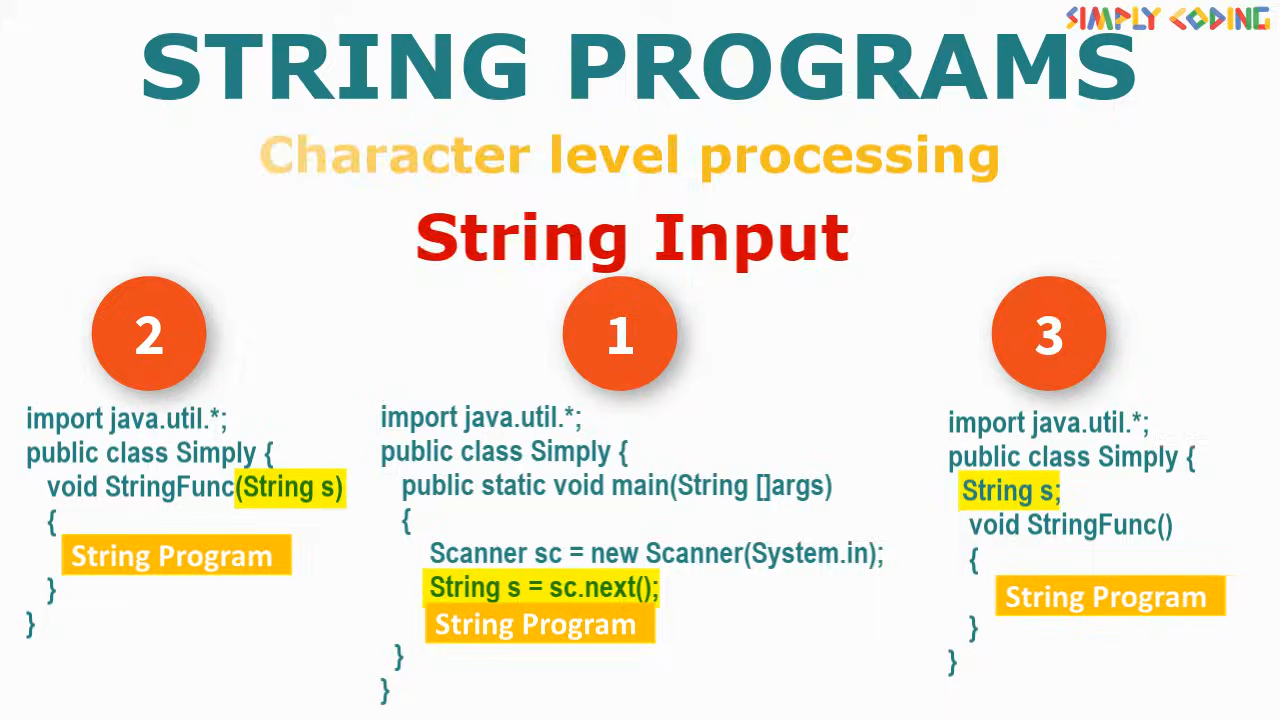 SIMPLY CODING
STRING PROGRAMS
Character level processing
String Input
2
import java.util.*;
public class Simply {
void StringFunc(String s)
{
String Program
}
}
1
import java.util.*;
public class Simply {
public static void main(String []args)
{
Scanner sc = new Scanner(System.in);
String s = sc.next();
String Program
}
}
3
import java.util.*;
public class Simply {
String s;
void StringFunc()
{
String Program
}
}